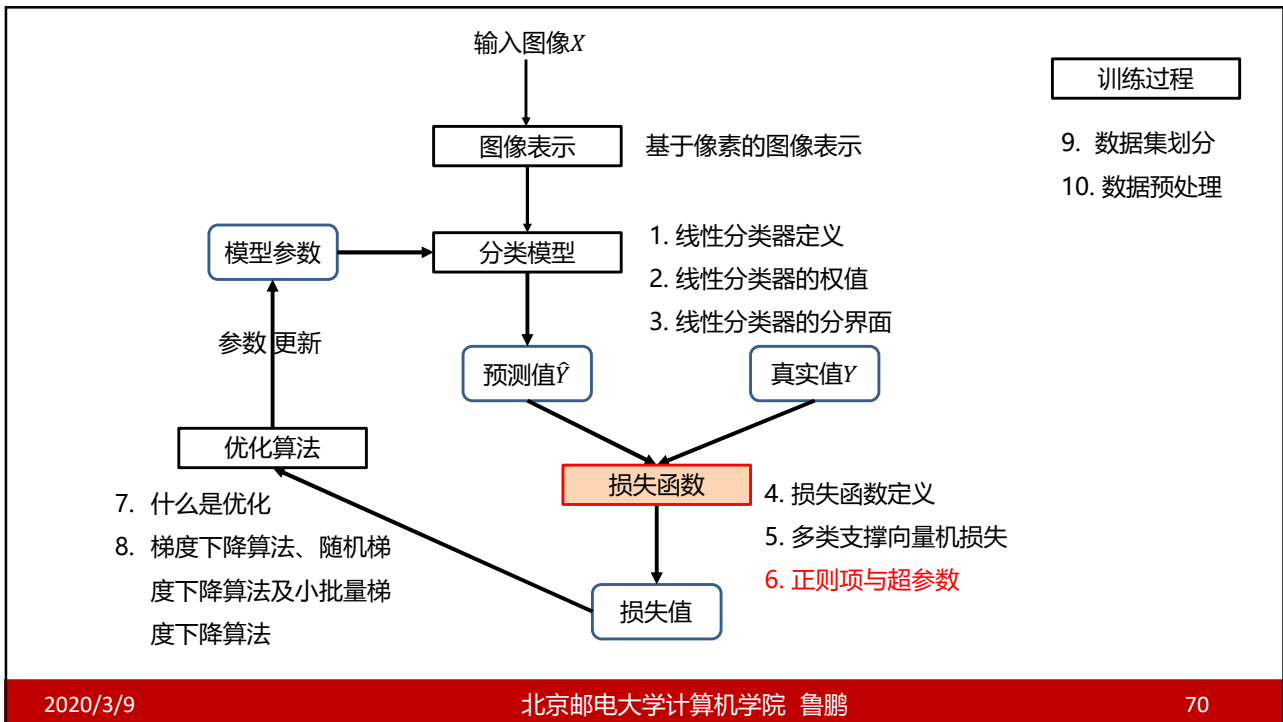 输入图像X
训练过程
图像表示
基于像素的图像表示
9. 数据集划分
10. 数据预处理
模型参数
分类模型
1. 线性分类器定义
2. 线性分类器的权值
3. 线性分类器的分界面
参数 更新
预测值Ŷ
真实值Y
优化算法
损失函数
4. 损失函数定义
5. 多类支撑向量机损失
6. 正则项与超参数
7. 什么是优化
8. 梯度下降算法、随机梯
度下降算法及小批量梯
度下降算法
损失值
2020/3/9
北京邮电大学计算机学院 鲁鹏
70